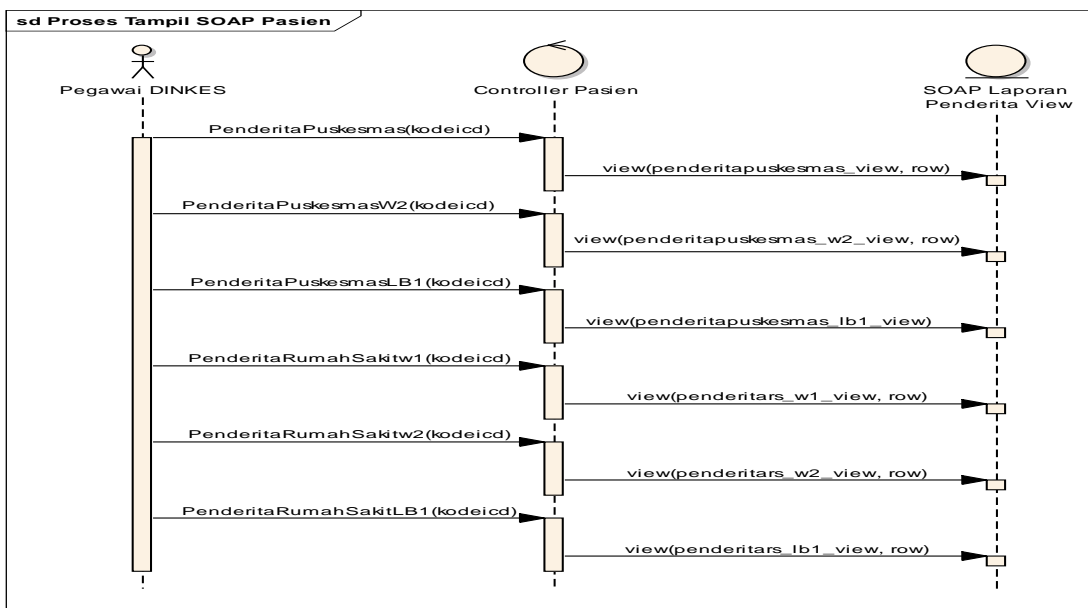 sd Proses Tampil SOAP Pasien
Pegawai DINKES
Controller Pasien
SOAP Laporan
Penderita View
PenderitaPuskesmas(kodeicd)
view(penderitapuskesmas_view, row)
PenderitaPuskesmasW2(kodeicd)
view(penderitapuskesmas_w2_view, row)
PenderitaPuskesmasLB1(kodeicd)
view(penderitapuskesmas_lb1_view)
PenderitaRumahSakitw1(kodeicd)
view(penderitars_w1_view, row)
PenderitaRumahSakitw2(kodeicd)
view(penderitars_w2_view, row)
PenderitaRumahSakitLB1(kodeicd)
view(penderitars_lb1_view, row)